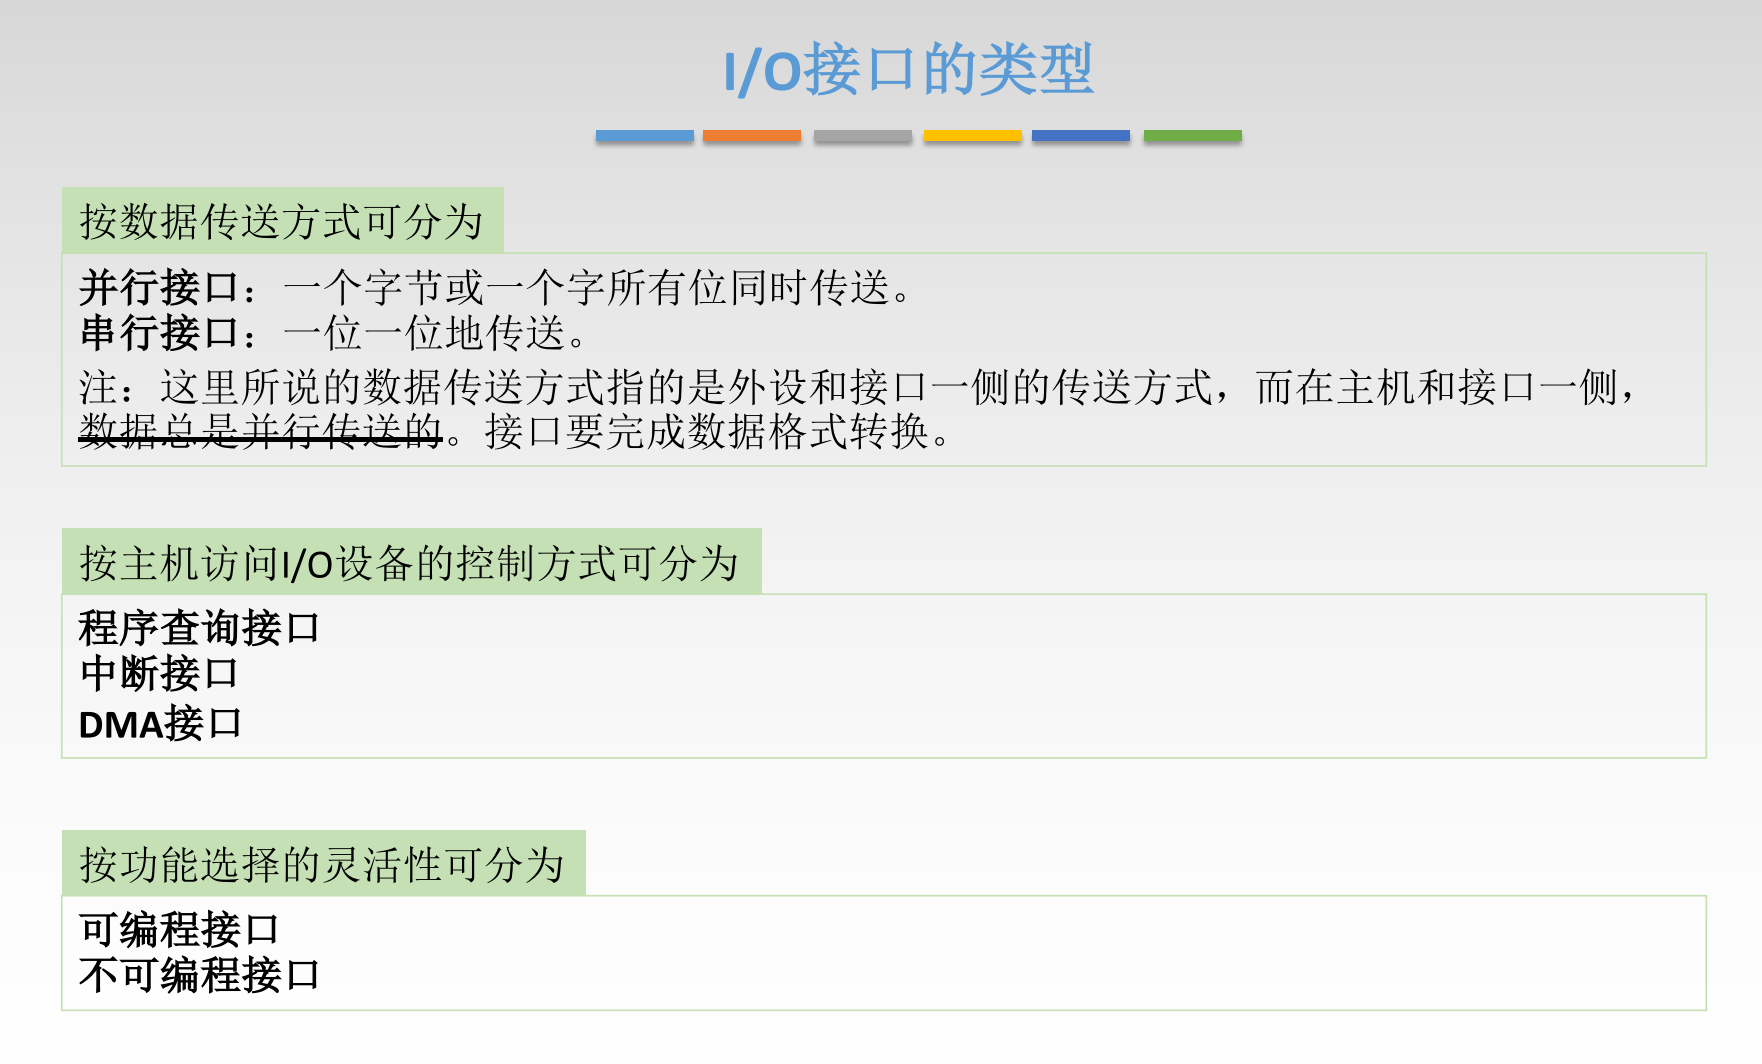 I/O接口的类型
按数据传送方式可分为
并行接口：一个字节或一个字所有位同时传送。
串行接口：一位一位地传送。
注：这里所说的数据传送方式指的是外设和接口一侧的传送方式，而在主机和接口一侧，
数据总是并行传送的。接口要完成数据格式转换。
按主机访问I/O设备的控制方式可分为
程序查询接口
中断接口
DMA接口
按功能选择的灵活性可分为
可编程接口
不可编程接口